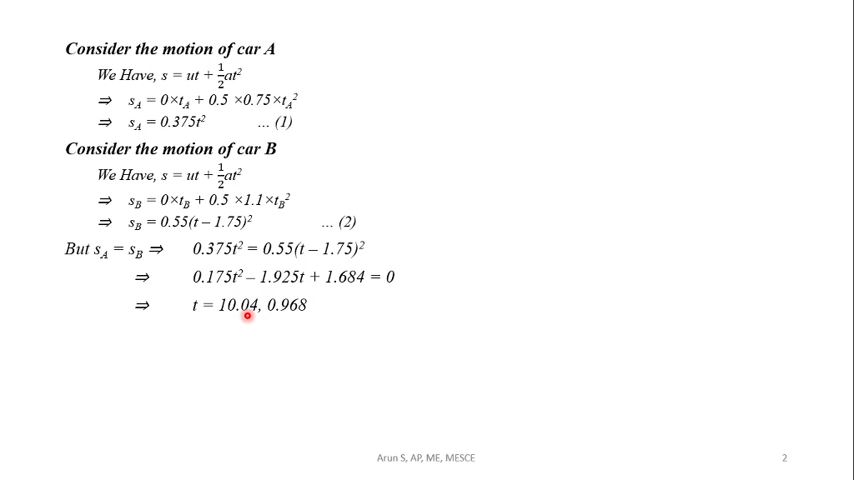 Consider the motion of car A
We Have, s = ut + ½at²
⇒ s_A = 0×t_A + 0.5 ×0.75×t_A²
⇒ s_A = 0.375t² ... (1)
Consider the motion of car B
We Have, s = ut + ½at²
⇒ s_B = 0×t_B + 0.5 ×1.1×t_B²
⇒ s_B = 0.55(t – 1.75)² ... (2)
But s_A = s_B ⇒ 0.375t² = 0.55(t – 1.75)²
⇒ 0.175t² – 1.925t + 1.684 = 0
⇒ t = 10.04, 0.968
Arun S, AP, ME, MESCE 2